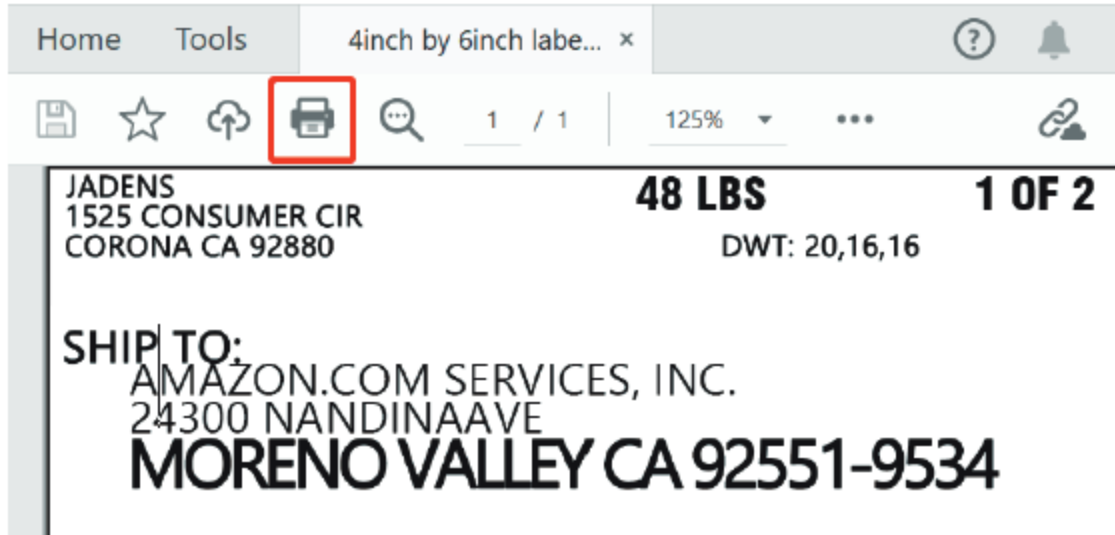 Home Tools 4inch by 6inch labe... ×
1 / 1 125%
JADENS 48 LBS 1 OF 2
1525 CONSUMER CIR
CORONA CA 92880 DWT: 20,16,16
SHIP TO:
AMAZON.COM SERVICES, INC.
24300 NANDINAAVE
MORENO VALLEY CA 92551-9534